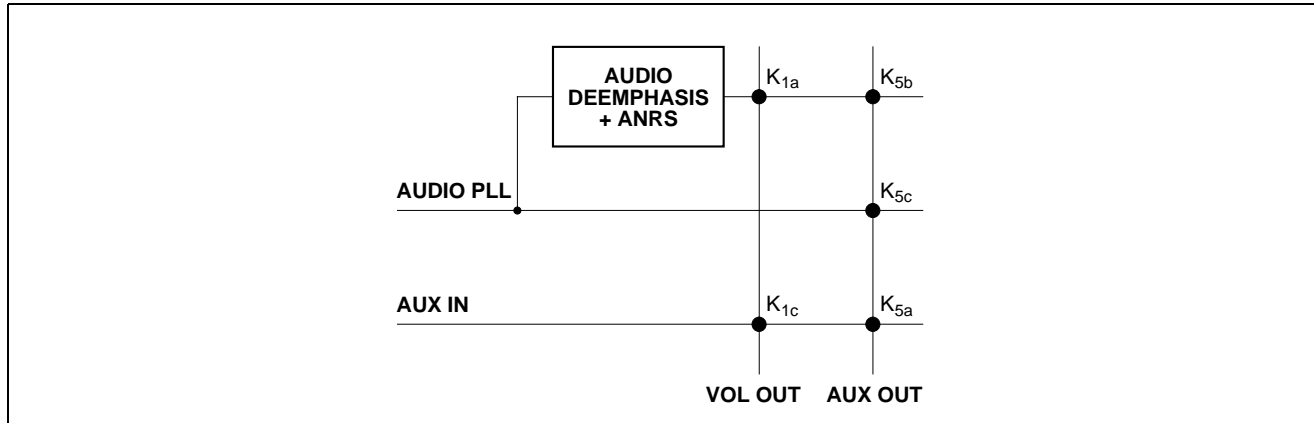 AUDIO
DEEMPHASIS
+ ANRS
K1a
K5b
AUDIO PLL
K5c
AUX IN
K1c
K5a
VOL OUT
AUX OUT